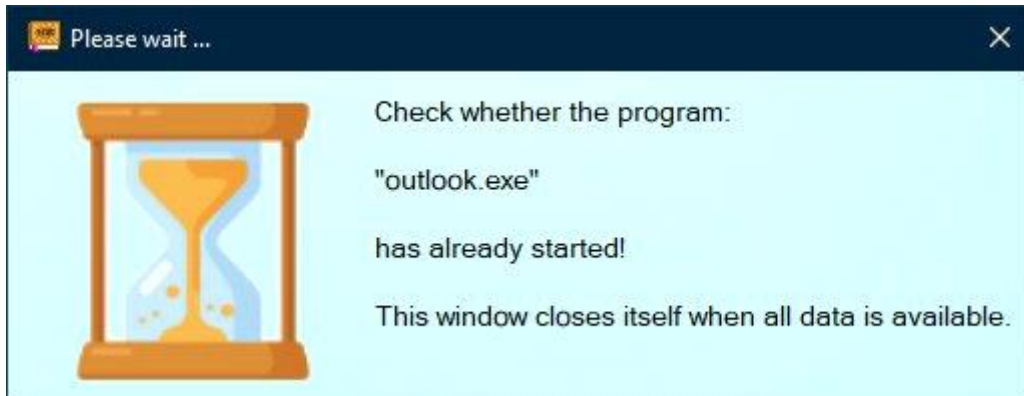 Please wait ...
Check whether the program:
"outlook.exe"
has already started!
This window closes itself when all data is available.